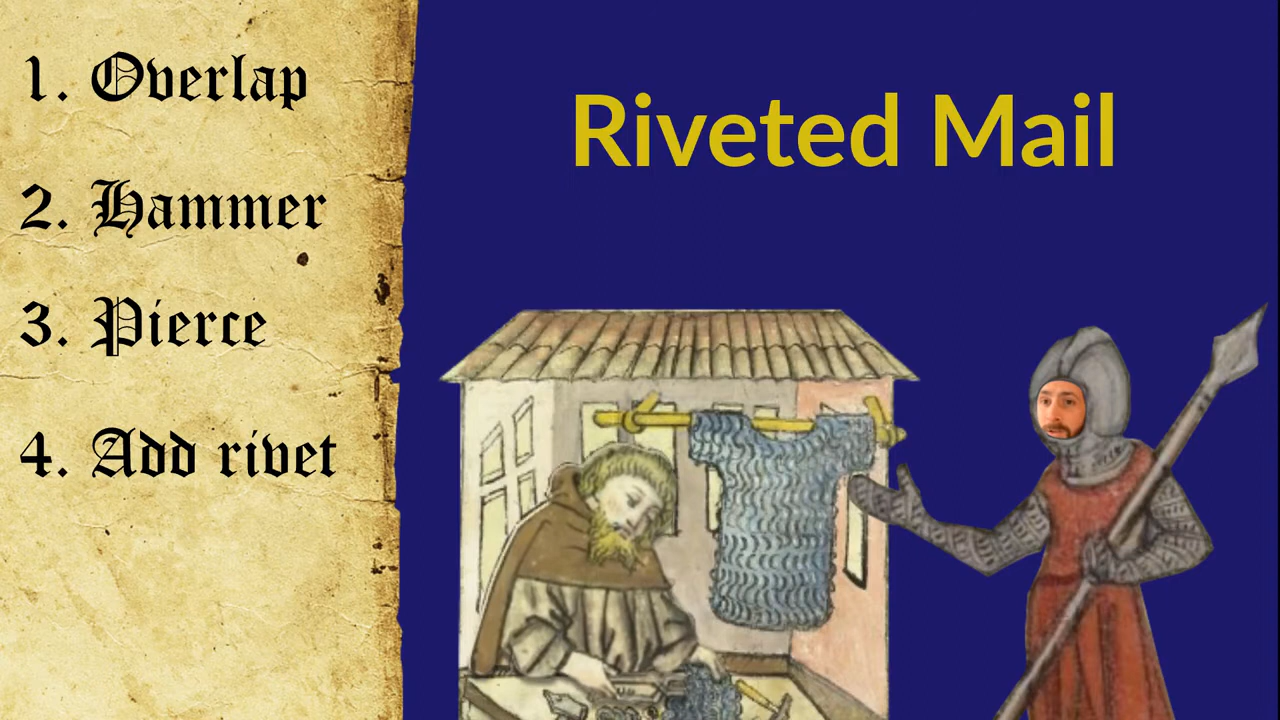 1. Overlap
2. Hammer
3. Pierce
4. Add rivet
Riveted Mail